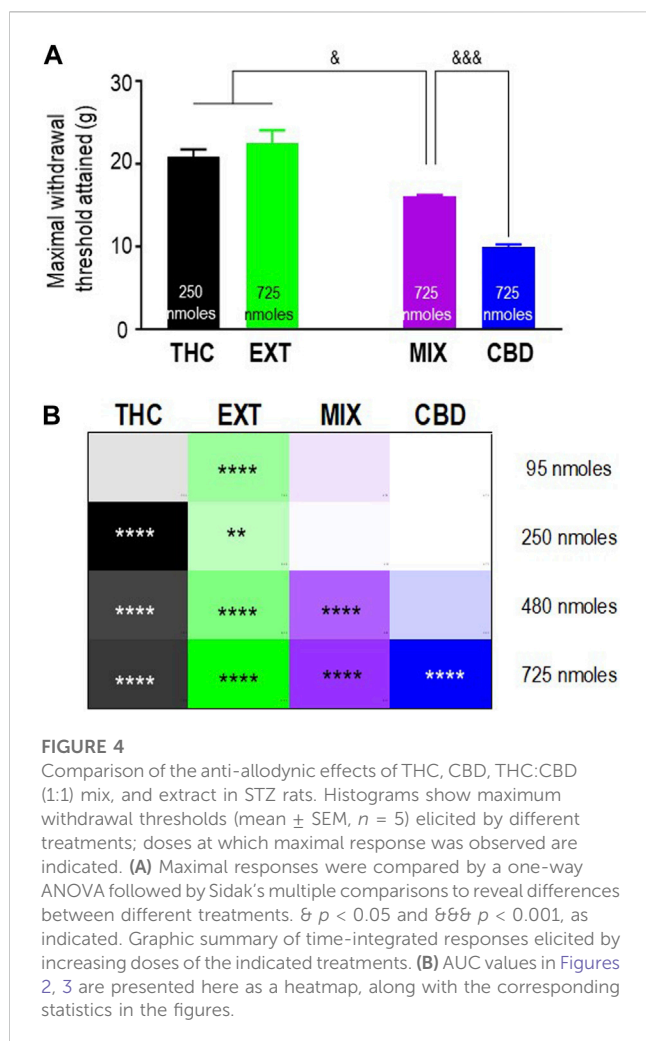 A
& &&&
30
20
10
0
Maximal withdrawal
threshold attained (g)
250 725 725 725
nmoles nmoles nmoles nmoles
THC EXT MIX CBD
B
THC EXT MIX CBD
**** 95 nmoles
**** ** 250 nmoles
**** **** **** 480 nmoles
**** **** **** **** 725 nmoles
FIGURE 4
Comparison of the anti-allodynic effects of THC, CBD, THC:CBD
(1:1) mix, and extract in STZ rats. Histograms show maximum
withdrawal thresholds (mean ± SEM, n = 5) elicited by different
treatments; doses at which maximal response was observed are
indicated. (A) Maximal responses were compared by a one-way
ANOVA followed by Sidak's multiple comparisons to reveal differences
between different treatments. & p < 0.05 and &&& p < 0.001, as
indicated. Graphic summary of time-integrated responses elicited by
increasing doses of the indicated treatments. (B) AUC values in Figures
2, 3 are presented here as a heatmap, along with the corresponding
statistics in the figures.